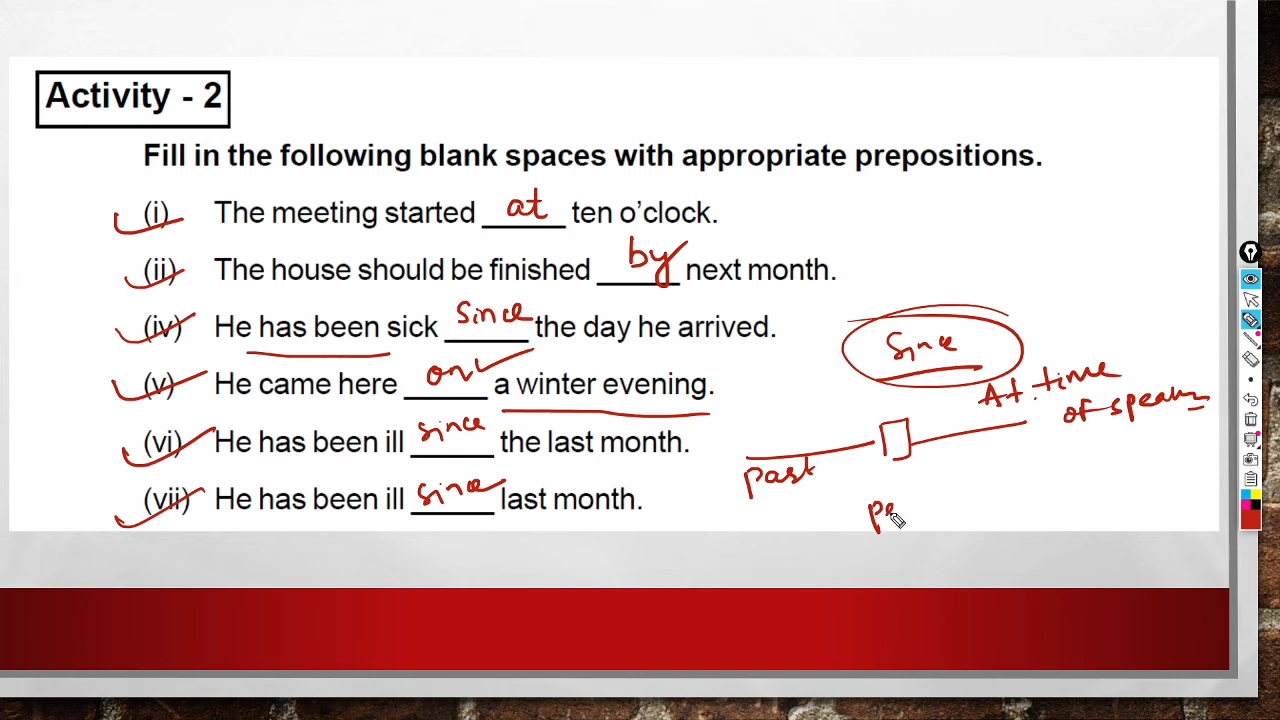 Activity - 2
Fill in the following blank spaces with appropriate prepositions.
(i) The meeting started at ten o'clock.
(ii) The house should be finished by next month.
(iv) He has been sick since the day he arrived.
(v) He came here on a winter evening.
(vi) He has been ill since the last month.
(vii) He has been ill since last month.
Since
At time
of speak
past
pe